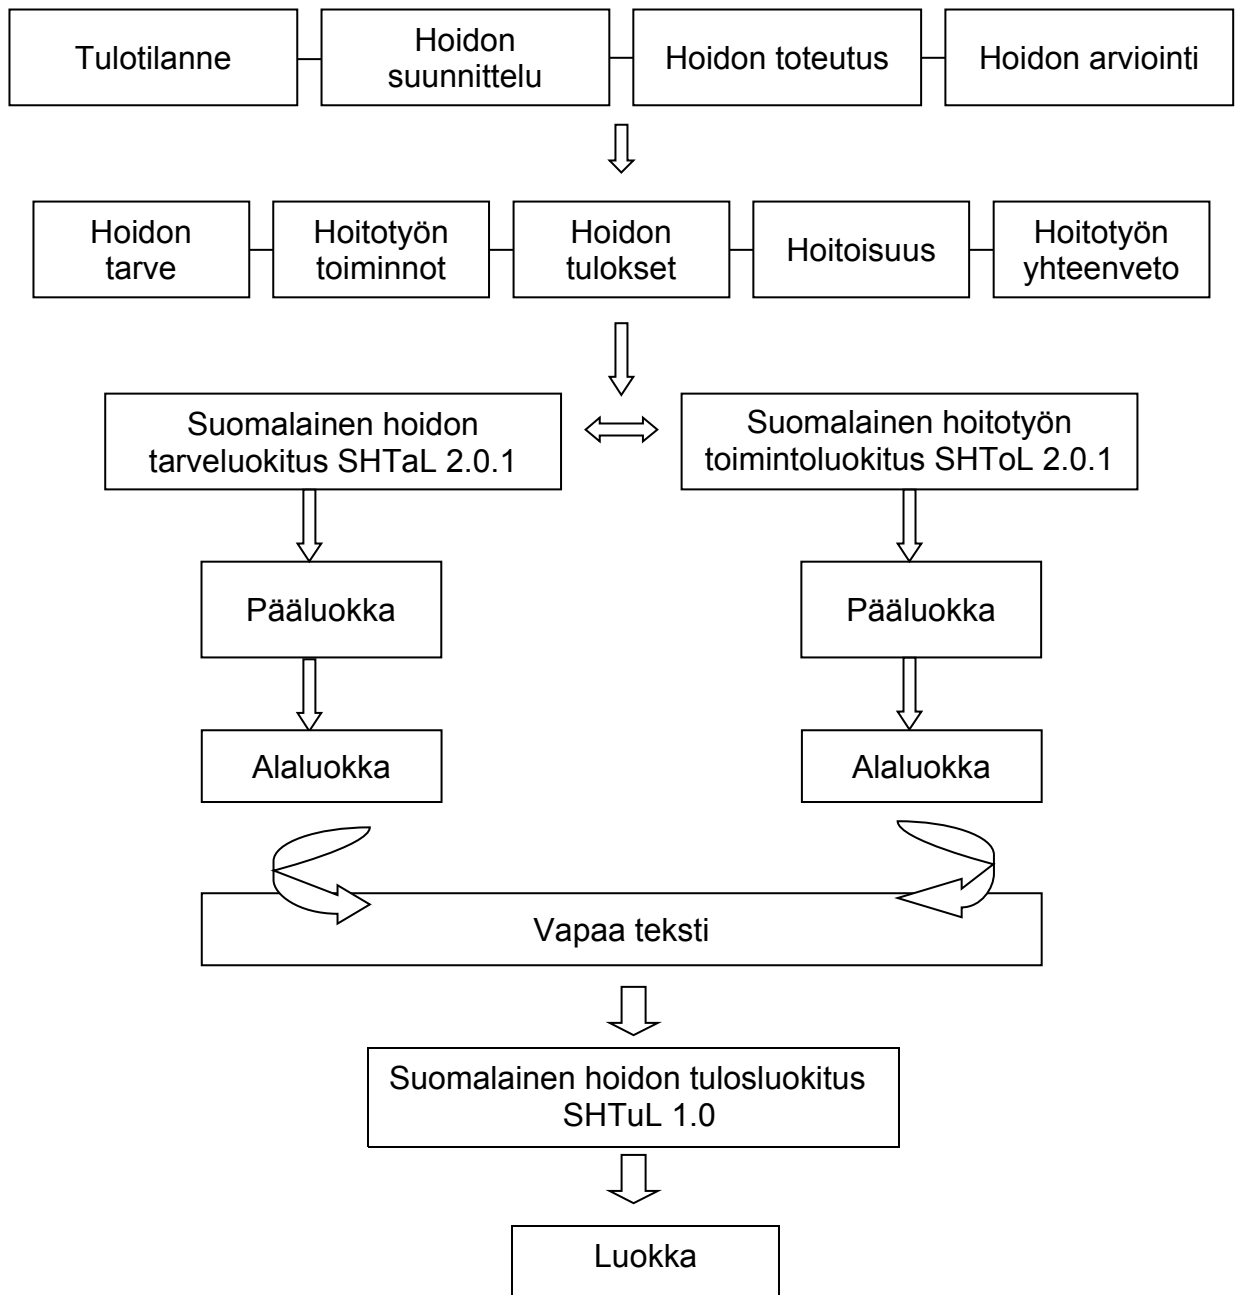 Tulotilanne
Hoidon
suunnittelu
Hoidon toteutus
Hoidon arviointi
Hoidon
tarve
Hoitotyön
toiminnot
Hoidon
tulokset
Hoitoisuus
Hoitotyön
yhteenveto
Suomalainen hoidon
tarveluokitus SHTaL 2.0.1
Suomalainen hoitotyön
toimintoluokitus SHToL 2.0.1
Pääluokka
Pääluokka
Alaluokka
Alaluokka
Vapaa teksti
Suomalainen hoidon tulosluokitus
SHTuL 1.0
Luokka